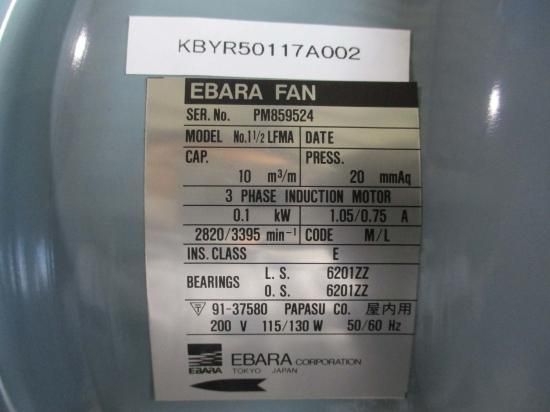 KBYR50117A002
EBARA FAN
SER. No. PM859524
MODEL No.1 1/2 LFMA DATE
CAP. PRESS.
10 m³/m 20 mmAq
3 PHASE INDUCTION MOTOR
0.1 kW 1.05/0.75 A
2820/3395 min⁻¹ CODE M/L
INS. CLASS E
BEARINGS L. S. 6201ZZ
O. S. 6201ZZ
91-37580 PAPASU CO. 屋内用
200 V 115/130 W 50/60 Hz
EBARA CORPORATION
EBARA TOKYO JAPAN